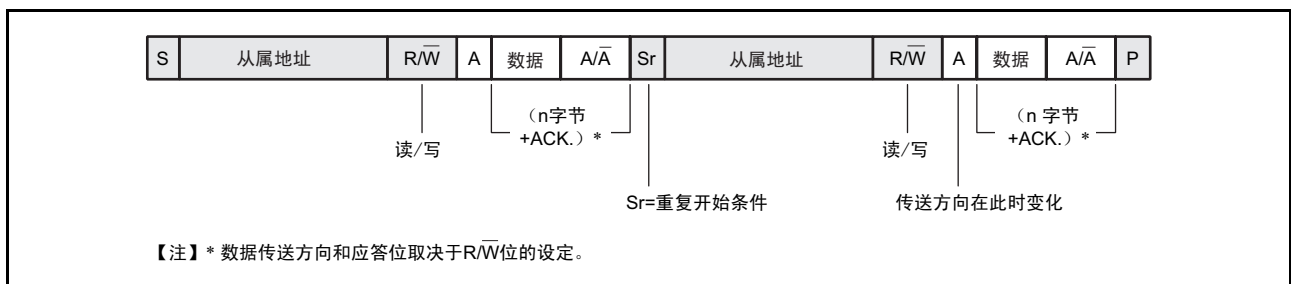 S 从属地址 R/W̅ A 数据 A/A̅ Sr 从属地址 R/W̅ A 数据 A/A̅ P
(n字节 (n 字节
+ACK.)* +ACK.)*
读/写 读/写
Sr=重复开始条件 传送方向在此时变化
【注】* 数据传送方向和应答位取决于R/W̅位的设定。